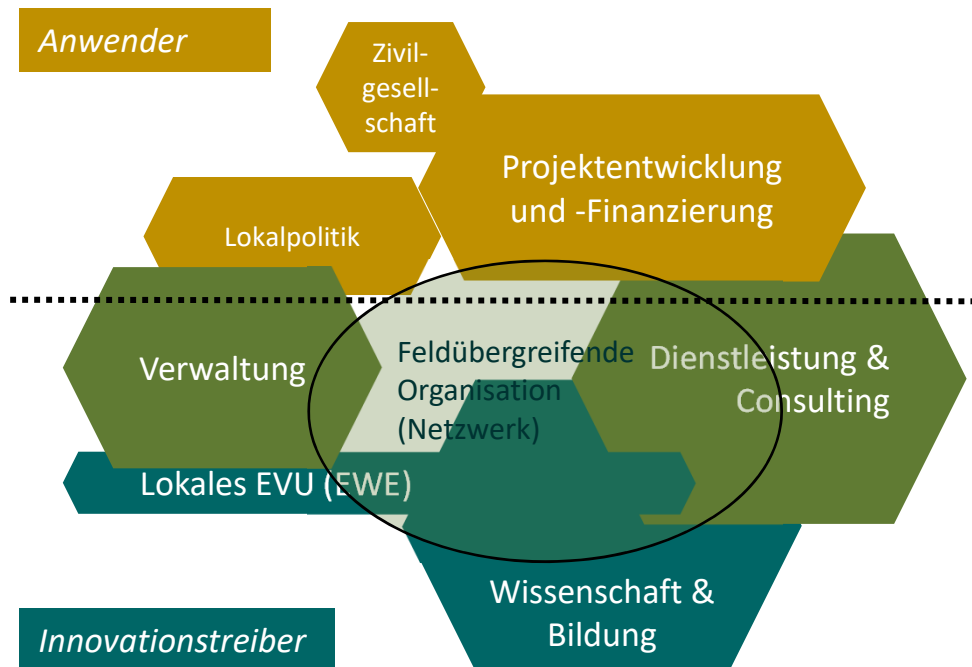 Anwender
Zivil-
gesell-
schaft
Projektentwicklung
und -Finanzierung
Lokalpolitik
Verwaltung
Feldübergreifende
Organisation
(Netzwerk)
Dienstleistung &
Consulting
Lokales EVU (EWE)
Wissenschaft &
Bildung
Innovationstreiber